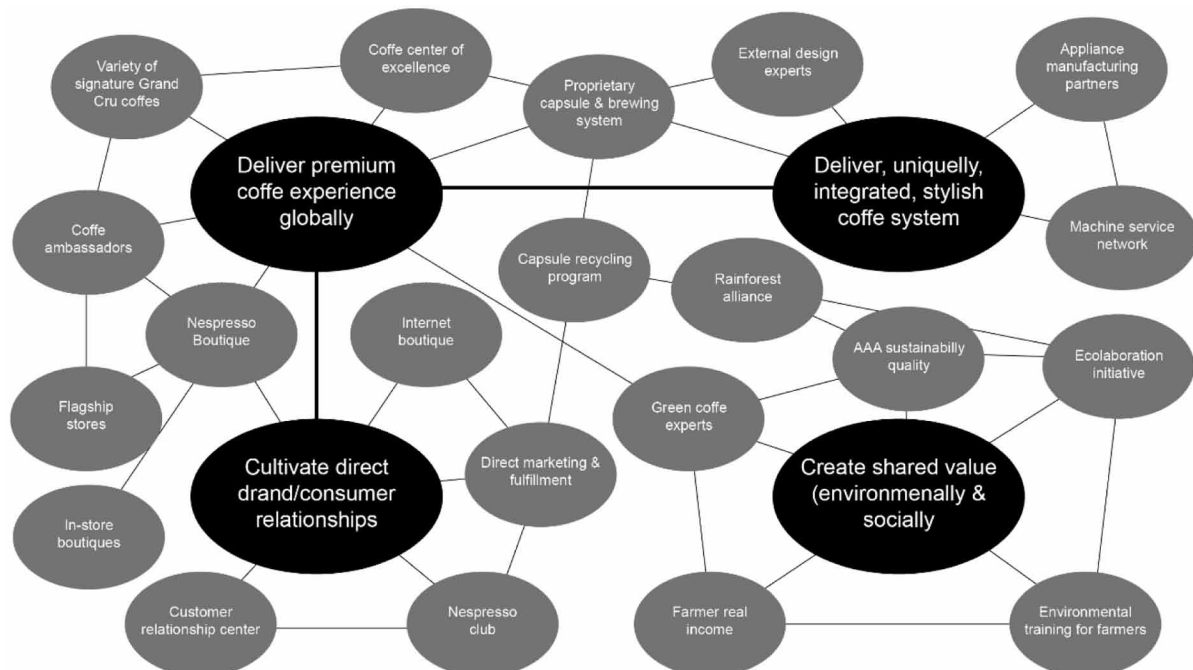 Variety of
signature Grand
Cru coffes
Coffe center of
excellence
Proprietary
capsule & brewing
system
External design
experts
Appliance
manufacturing
partners
Deliver premium
coffe experience
globally
Deliver, uniquelly,
integrated, stylish
coffe system
Coffe
ambassadors
Capsule recycling
program
Rainforest
alliance
Machine service
network
Nespresso
Boutique
Internet
boutique
AAA sustainabilly
quality
Ecolaboration
initiative
Flagship
stores
Green coffe
experts
Cultivate direct
drand/consumer
relationships
Direct marketing &
fulfillment
Create shared value
(environmenally &
socially
In-store
boutiques
Customer
relationship center
Nespresso
club
Farmer real
income
Environmental
training for farmers